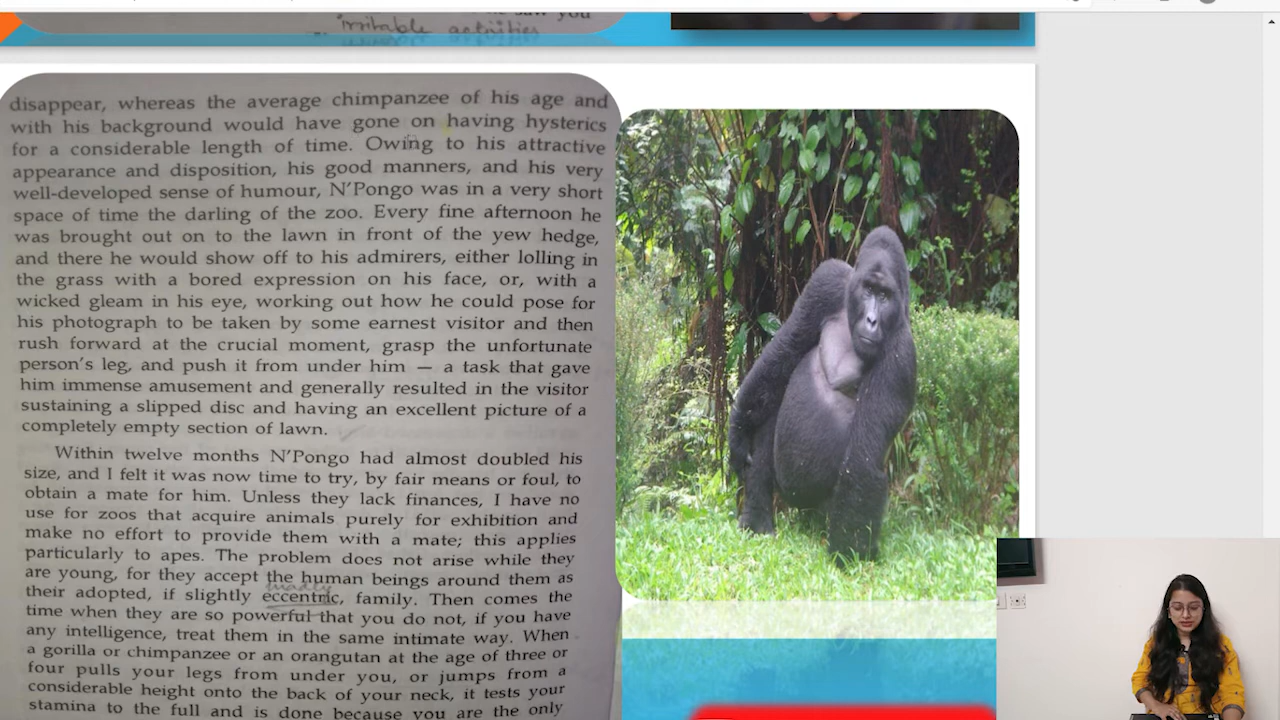 saw you
irritable activities
disappear, whereas the average chimpanzee of his age and
with his background would have gone on having hysterics
for a considerable length of time. Owing to his attractive
appearance and disposition, his good manners, and his very
well-developed sense of humour, N'Pongo was in a very short
space of time the darling of the zoo. Every fine afternoon he
was brought out on to the lawn in front of the yew hedge,
and there he would show off to his admirers, either lolling in
the grass with a bored expression on his face, or, with a
wicked gleam in his eye, working out how he could pose for
his photograph to be taken by some earnest visitor and then
rush forward at the crucial moment, grasp the unfortunate
person's leg, and push it from under him — a task that gave
him immense amusement and generally resulted in the visitor
sustaining a slipped disc and having an excellent picture of a
completely empty section of lawn.
Within twelve months N'Pongo had almost doubled his
size, and I felt it was now time to try, by fair means or foul, to
obtain a mate for him. Unless they lack finances, I have no
use for zoos that acquire animals purely for exhibition and
make no effort to provide them with a mate; this applies
particularly to apes. The problem does not arise while they
are young, for they accept the human beings around them as
their adopted, if slightly eccentric, family. Then comes the
time when they are so powerful that you do not, if you have
any intelligence, treat them in the same intimate way. When
a gorilla or chimpanzee or an orangutan at the age of three or
four pulls your legs from under you, or jumps from a
considerable height onto the back of your neck, it tests your
stamina to the full and is done because you are the only